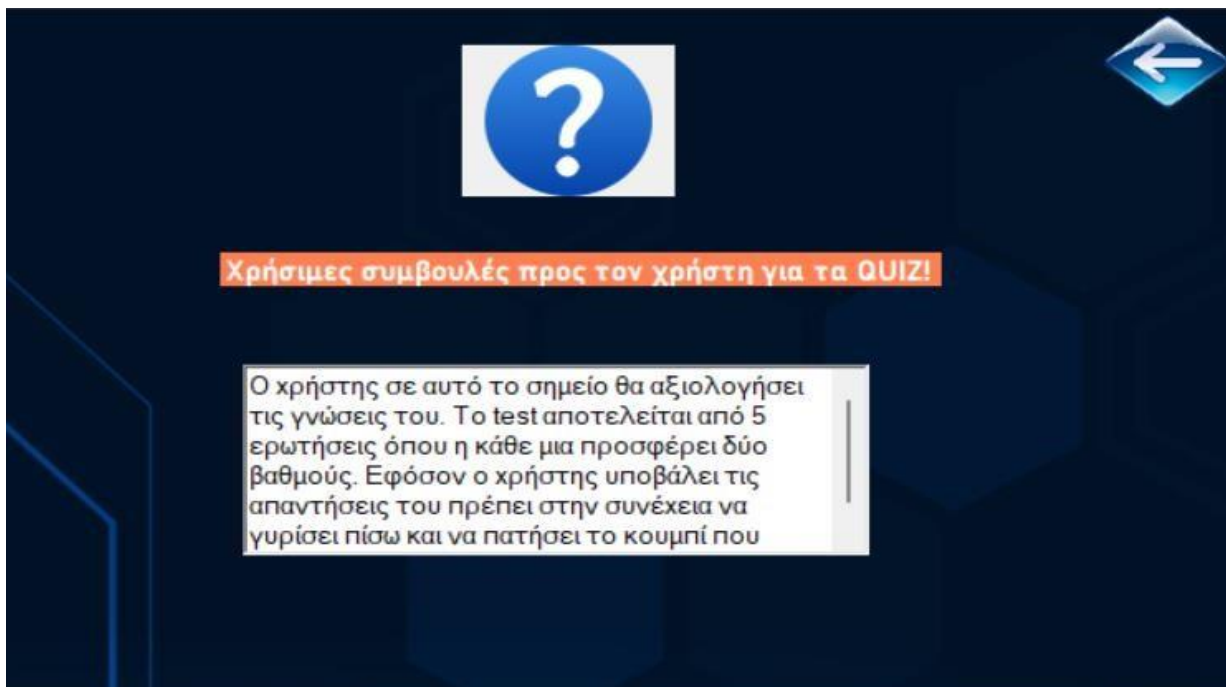 Χρήσιμες συμβουλές προς τον χρήστη για τα QUIZ!
Ο χρήστης σε αυτό το σημείο θα αξιολογήσει
τις γνώσεις του. Το test αποτελείται από 5
ερωτήσεις όπου η κάθε μια προσφέρει δύο
βαθμούς. Εφόσον ο χρήστης υποβάλει τις
απαντήσεις του πρέπει στην συνέχεια να
γυρίσει πίσω και να πατήσει το κουμπί που